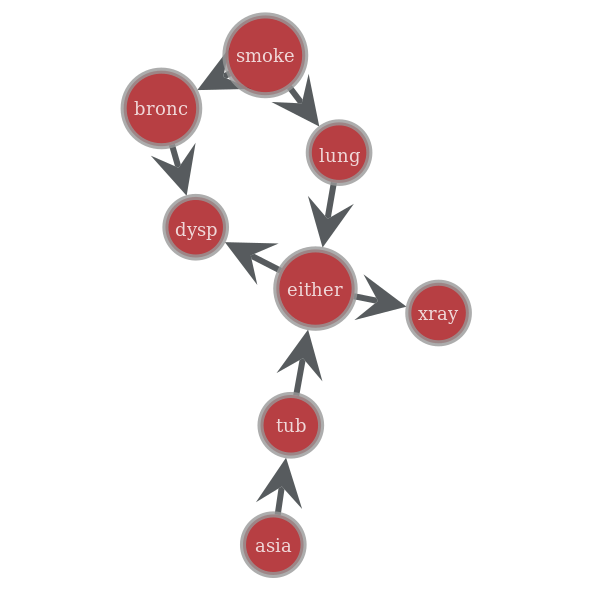 smoke
bronc
lung
dysp
either
xray
tub
asia